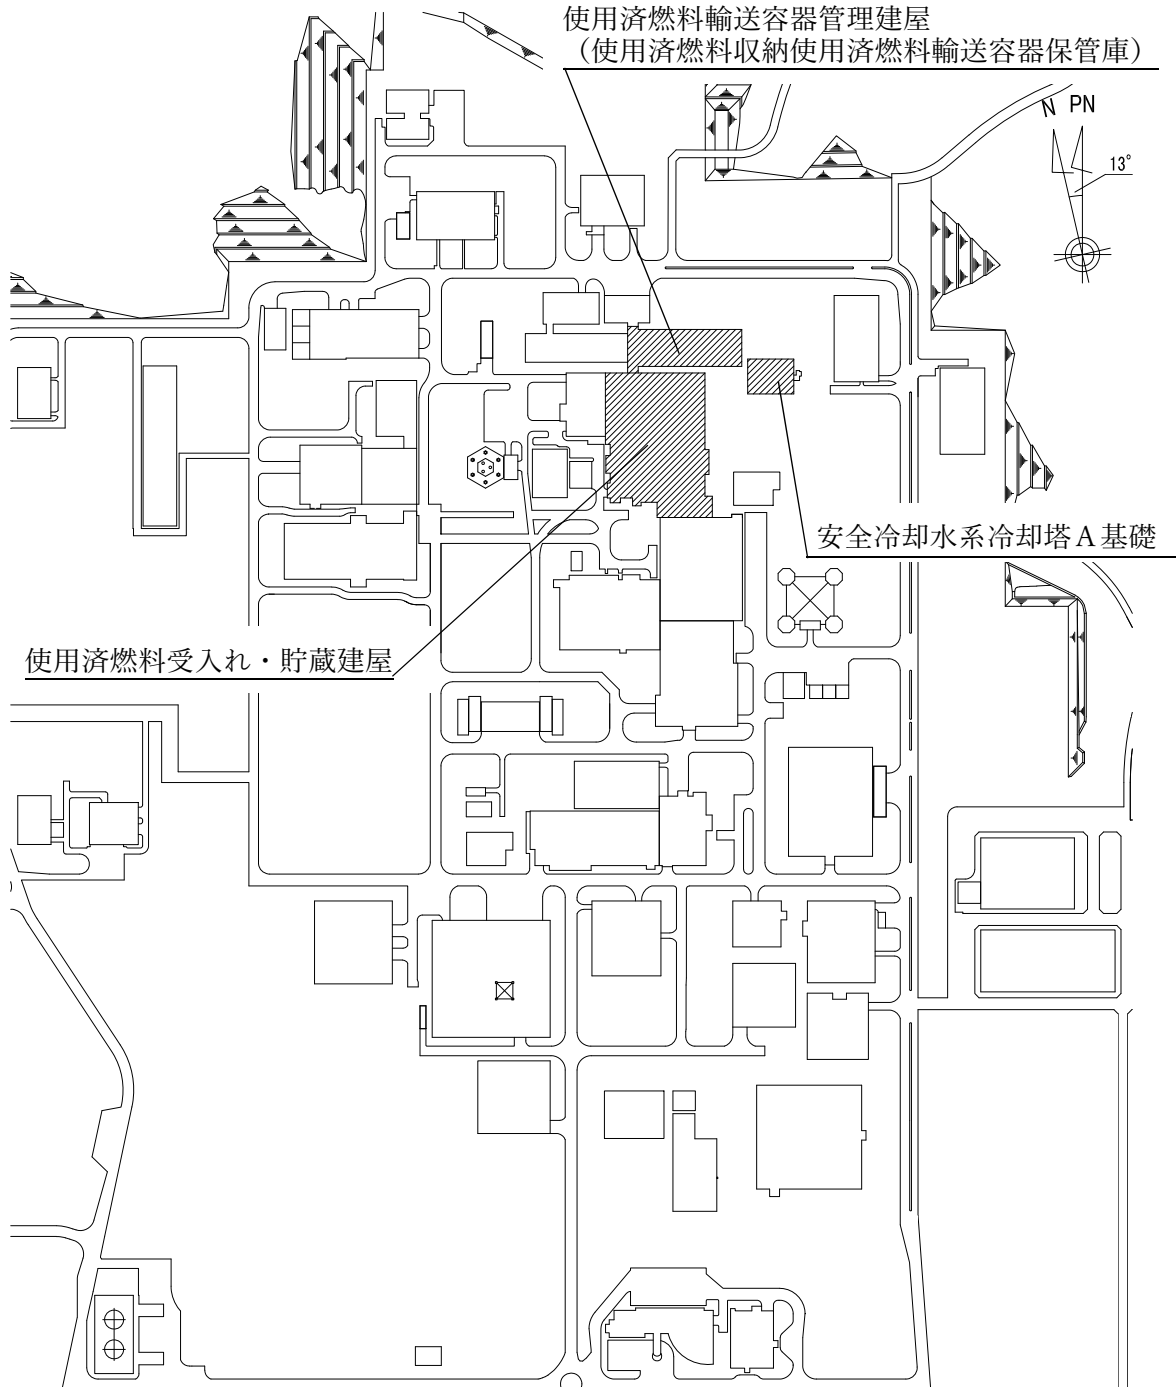 使用済燃料輸送容器管理建屋
（使用済燃料収納使用済燃料輸送容器保管庫）
N PN
13°
安全冷却水系冷却塔Ａ基礎
使用済燃料受入れ・貯蔵建屋